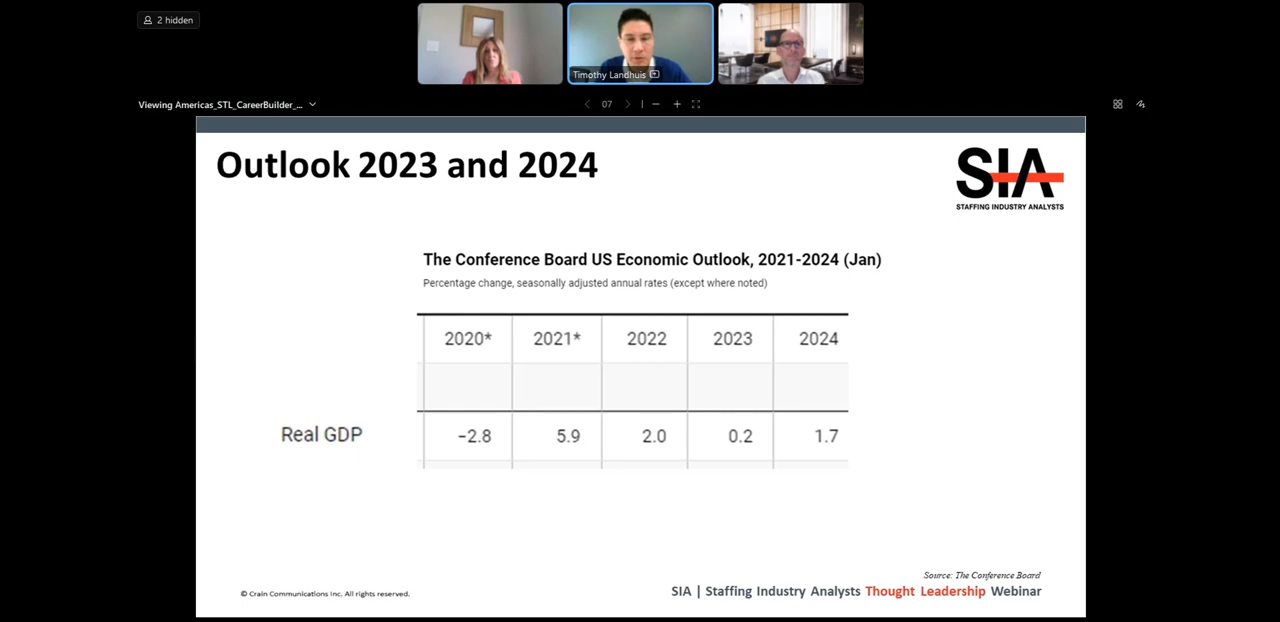 2 hidden
Timothy Landhuis
Viewing Americas_STL_CareerBuilder_...
07
Outlook 2023 and 2024
SIA
STAFFING INDUSTRY ANALYSTS
The Conference Board US Economic Outlook, 2021-2024 (Jan)
Percentage change, seasonally adjusted annual rates (except where noted)
2020* 2021* 2022 2023 2024
Real GDP −2.8 5.9 2.0 0.2 1.7
Source: The Conference Board
© Crain Communications Inc. All rights reserved.
SIA | Staffing Industry Analysts Thought Leadership Webinar